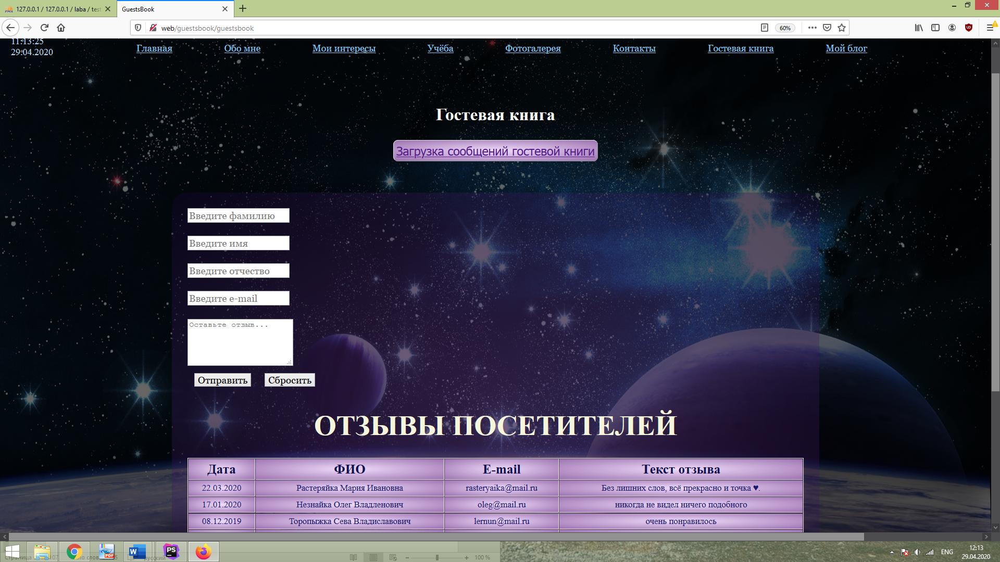 127.0.0.1 / 127.0.0.1 / laba / test
GuestsBook
web/guestsbook/guestsbook
60%
11:13:25
29.04.2020
Главная
Обо мне
Мои интересы
Учёба
Фотогалерея
Контакты
Гостевая книга
Мой блог
Гостевая книга
Загрузка сообщений гостевой книги
Введите фамилию
Введите имя
Введите отчество
Введите e-mail
Оставьте отзыв...
Отправить Сбросить
ОТЗЫВЫ ПОСЕТИТЕЛЕЙ
Дата ФИО E-mail Текст отзыва
22.03.2020 Растеряйка Мария Ивановна rasteryaika@mail.ru Без лишних слов, всё прекрасно и точка ♥.
17.01.2020 Незнайка Олег Владленович oleg@mail.ru никогда не видел ничего подобного
08.12.2019 Торопыжка Сева Владиславович lernun@mail.ru очень понравилось
Страница
русский
100 %
ENG
12:13
29.04.2020